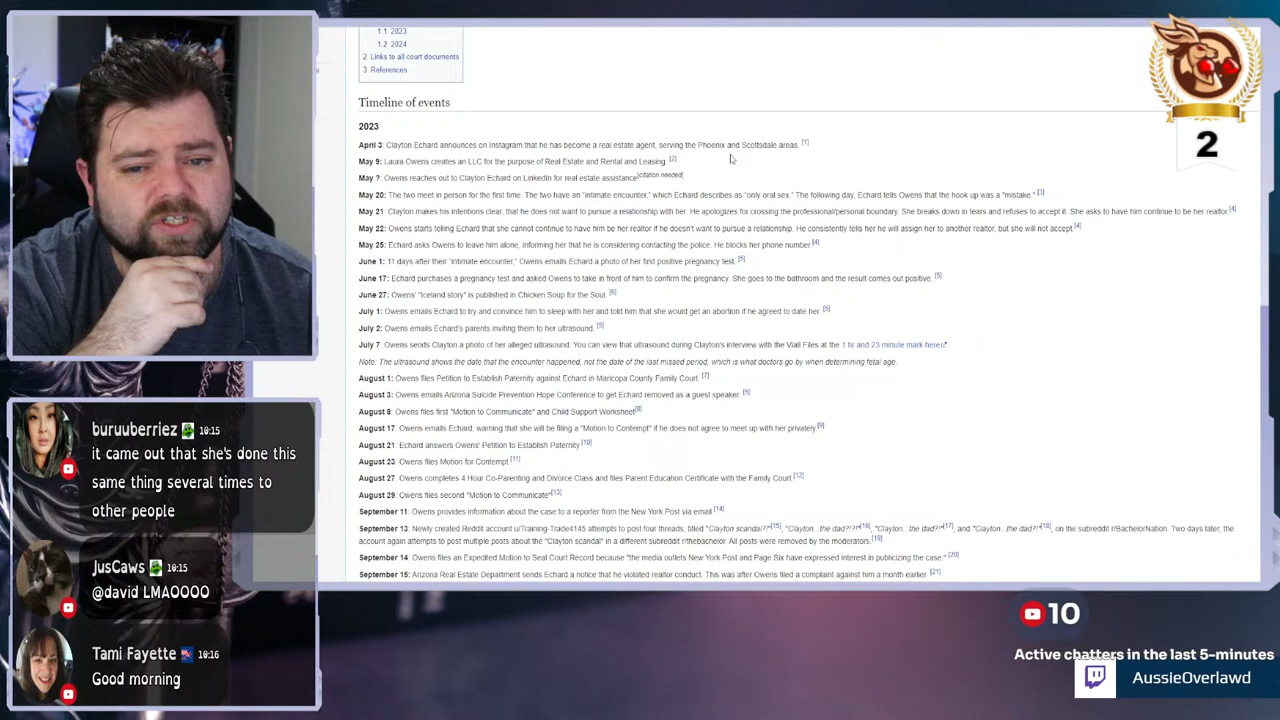 1.1 2023
1.2 2024
2 Links to all court documents
3 References
Timeline of events
2023
April 3: Clayton Echard announces on Instagram that he has become a real estate agent, serving the Phoenix and Scottsdale areas. [1]
May 9: Laura Owens creates an LLC for the purpose of Real Estate and Rental and Leasing. [2]
May ?: Owens reaches out to Clayton Echard on LinkedIn for real estate assistance[citation needed]
May 20: The two meet in person for the first time. The two have an "intimate encounter," which Echard describes as "only oral sex." The following day, Echard tells Owens that the hook up was a "mistake." [3]
May 21: Clayton makes his intentions clear, that he does not want to pursue a relationship with her. He apologizes for crossing the professional/personal boundary. She breaks down in tears and refuses to accept it. She asks to have him continue to be her realtor.[4]
May 22: Owens starts telling Echard that she cannot continue to have him be her realtor if he doesn't want to pursue a relationship. He consistently tells her he will assign her to another realtor, but she will not accept.[4]
May 25: Echard asks Owens to leave him alone, informing her that he is considering contacting the police. He blocks her phone number.[4]
June 1: 11 days after their "intimate encounter," Owens emails Echard a photo of her first positive pregnancy test. [5]
June 17: Echard purchases a pregnancy test and asked Owens to take in front of him to confirm the pregnancy. She goes to the bathroom and the result comes out positive. [5]
June 27: Owens' "Iceland story" is published in Chicken Soup for the Soul. [6]
July 1: Owens emails Echard to try and convince him to sleep with her and told him that she would get an abortion if he agreed to date her. [5]
July 2: Owens emails Echard's parents inviting them to her ultrasound. [5]
July 7: Owens sends Clayton a photo of her alleged ultrasound. You can view that ultrasound during Clayton's interview with the Viall Files at the 1 hr and 23 minute mark here
Note: The ultrasound shows the date that the encounter happened, not the date of the last missed period, which is what doctors go by when determining fetal age.
August 1: Owens files Petition to Establish Paternity against Echard in Maricopa County Family Court. [7]
August 3: Owens emails Arizona Suicide Prevention Hope Conference to get Echard removed as a guest speaker. [5]
August 8: Owens files first "Motion to Communicate" and Child Support Worksheet[8]
August 17: Owens emails Echard, warning that she will be filing a "Motion to Contempt" if he does not agree to meet up with her privately.[9]
August 21: Echard answers Owens' Petition to Establish Paternity.[10]
August 23: Owens files Motion for Contempt.[11]
August 27: Owens completes 4 Hour Co-Parenting and Divorce Class and files Parent Education Certificate with the Family Court.[12]
August 29: Owens files second "Motion to Communicate"[13]
September 11: Owens provides information about the case to a reporter from the New York Post via email.[14]
September 13: Newly created Reddit account u/Training-Trade4145 attempts to post four threads, titled "Clayton scandal?!"[15], "Clayton...the dad?!?!"[16], "Clayton...the dad?!"[17], and "Clayton...the dad?!"[18], on the subreddit r/BachelorNation. Two days later, the
account again attempts to post multiple posts about the "Clayton scandal" in a different subreddit r/thebachelor. All posts were removed by the moderators.[19]
September 14: Owens files an Expedited Motion to Seal Court Record because "the media outlets New York Post and Page Six have expressed interest in publicizing the case."[20]
September 15: Arizona Real Estate Department sends Echard a notice that he violated realtor conduct. This was after Owens filed a complaint against him a month earlier. [21]
2
buruuberriez 10:15
it came out that she's done this
same thing several times to
other people
JusCaws 10:15
@david LMAOOOO
Tami Fayette 10:16
Good morning
10
Active chatters in the last 5-minutes
AussieOverlawd